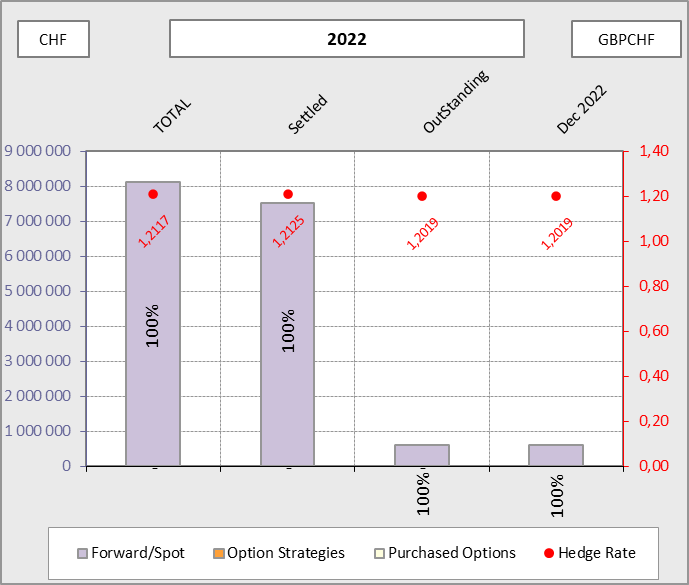 CHF 2022 GBPCHF
TOTAL Settled OutStanding Dec 2022
9 000 000 1,40
8 000 000 1,20
7 000 000 1,00
6 000 000 0,80
5 000 000 0,60
4 000 000 0,40
3 000 000 0,20
2 000 000 0,00
1 000 000
0
1,2117 1,2125 1,2019 1,2019
100% 100% 100% 100%
- - -
Forward/Spot Option Strategies Purchased Options Hedge Rate